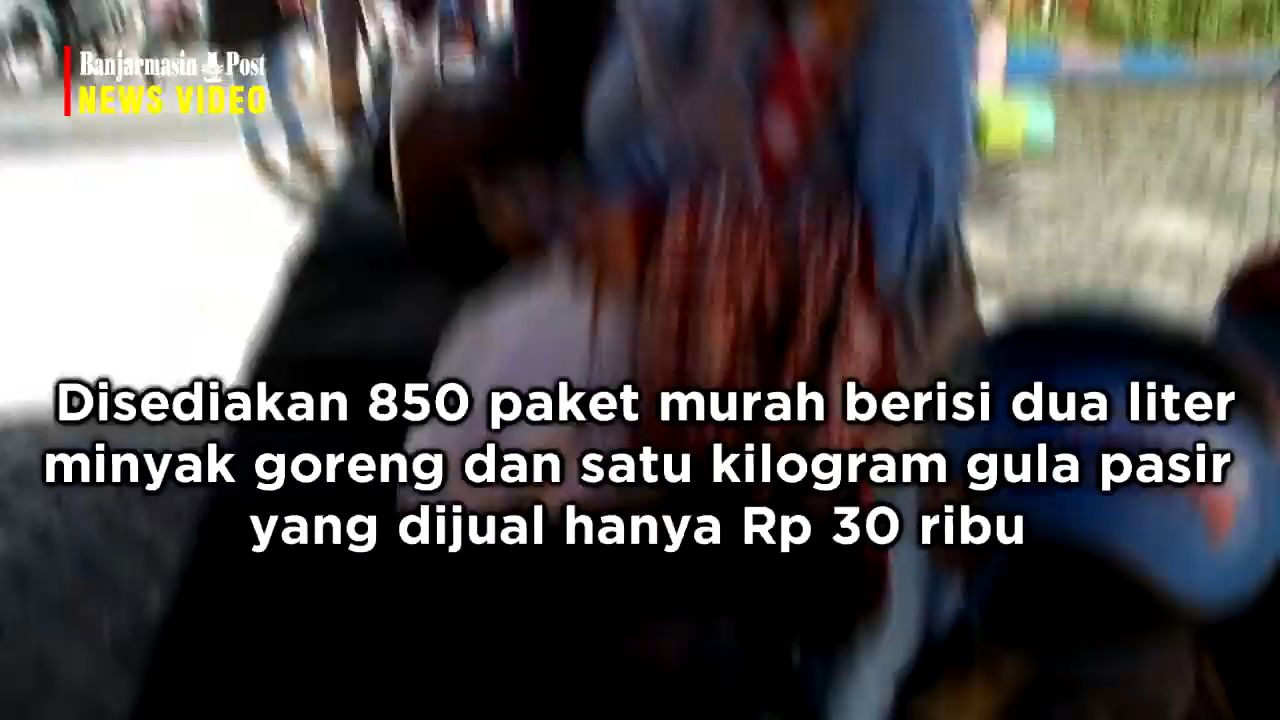 Banjarmasin Post
NEWS VIDEO
Disediakan 850 paket murah berisi dua liter
minyak goreng dan satu kilogram gula pasir
yang dijual hanya Rp 30 ribu